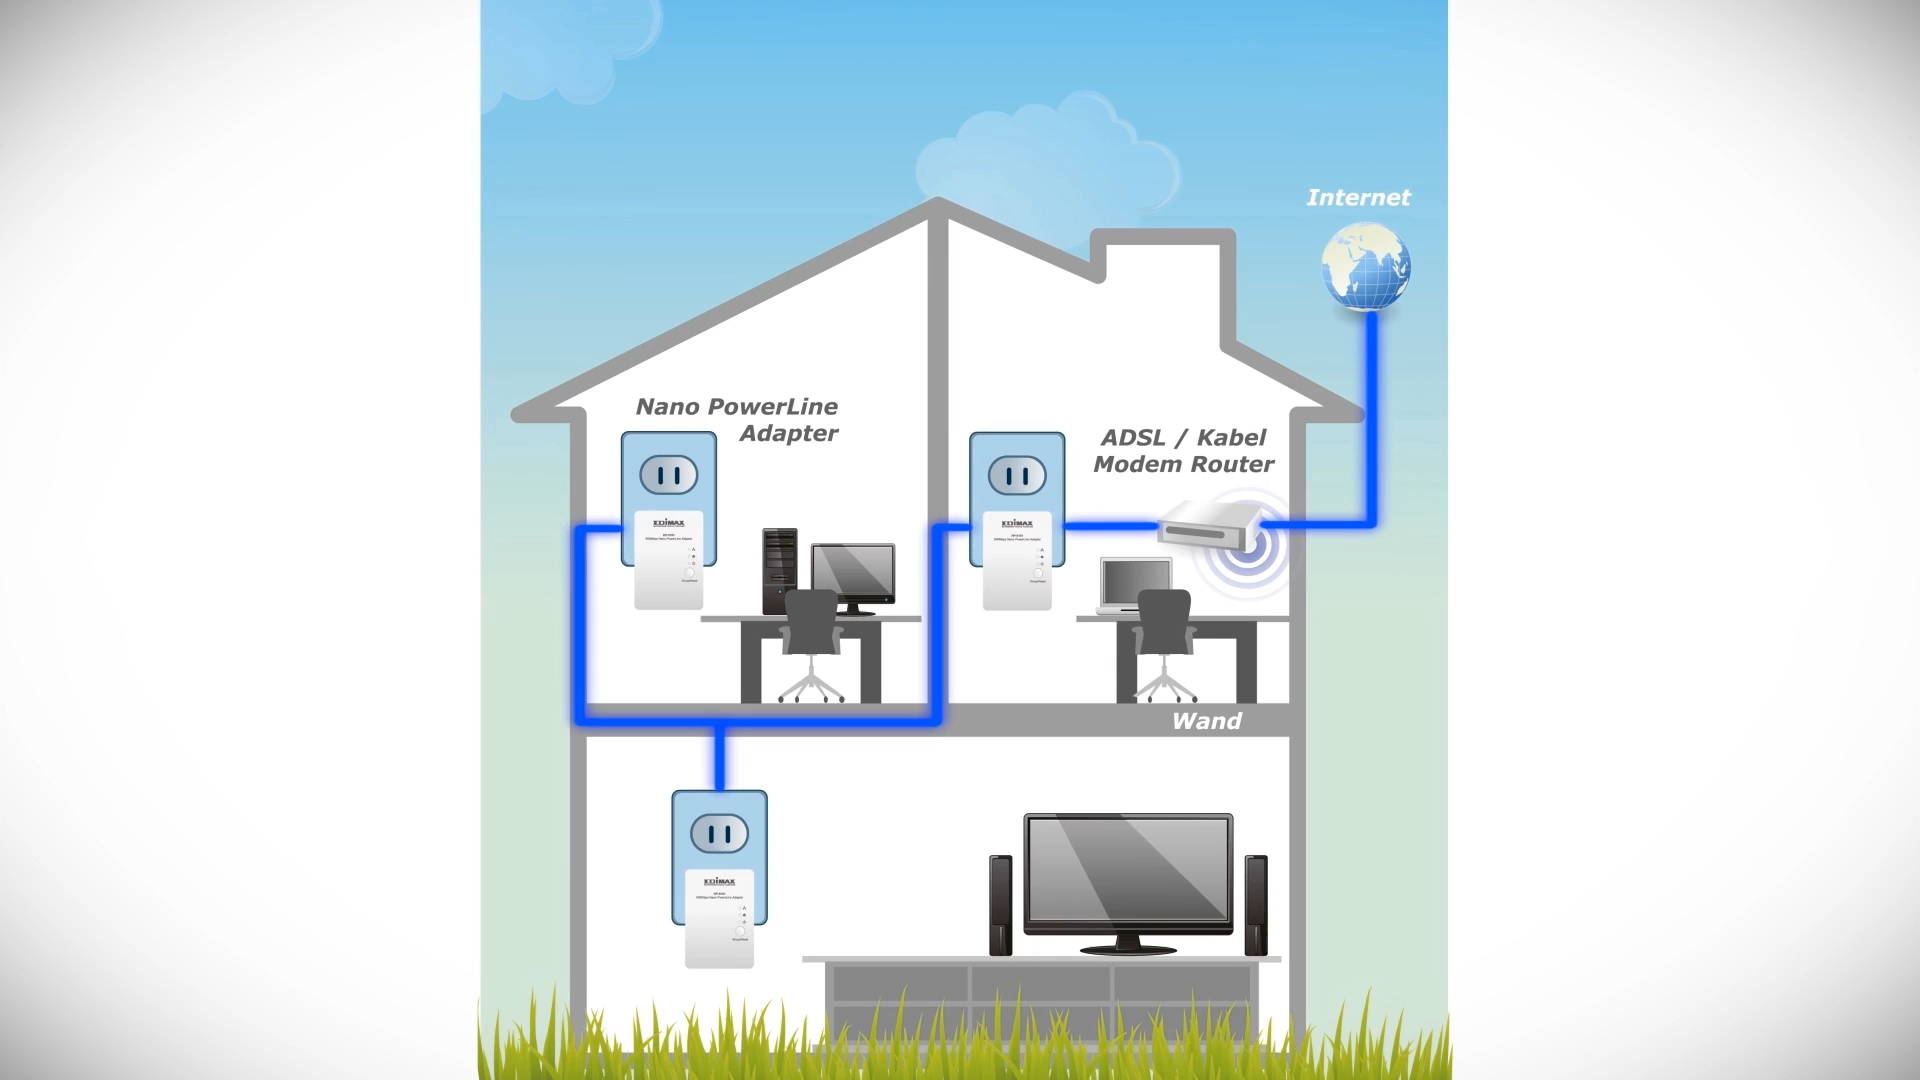 Internet
Nano PowerLine
Adapter
ADSL / Kabel
Modem Router
EDIMAX
EDIMAX
Wand
EDIMAX